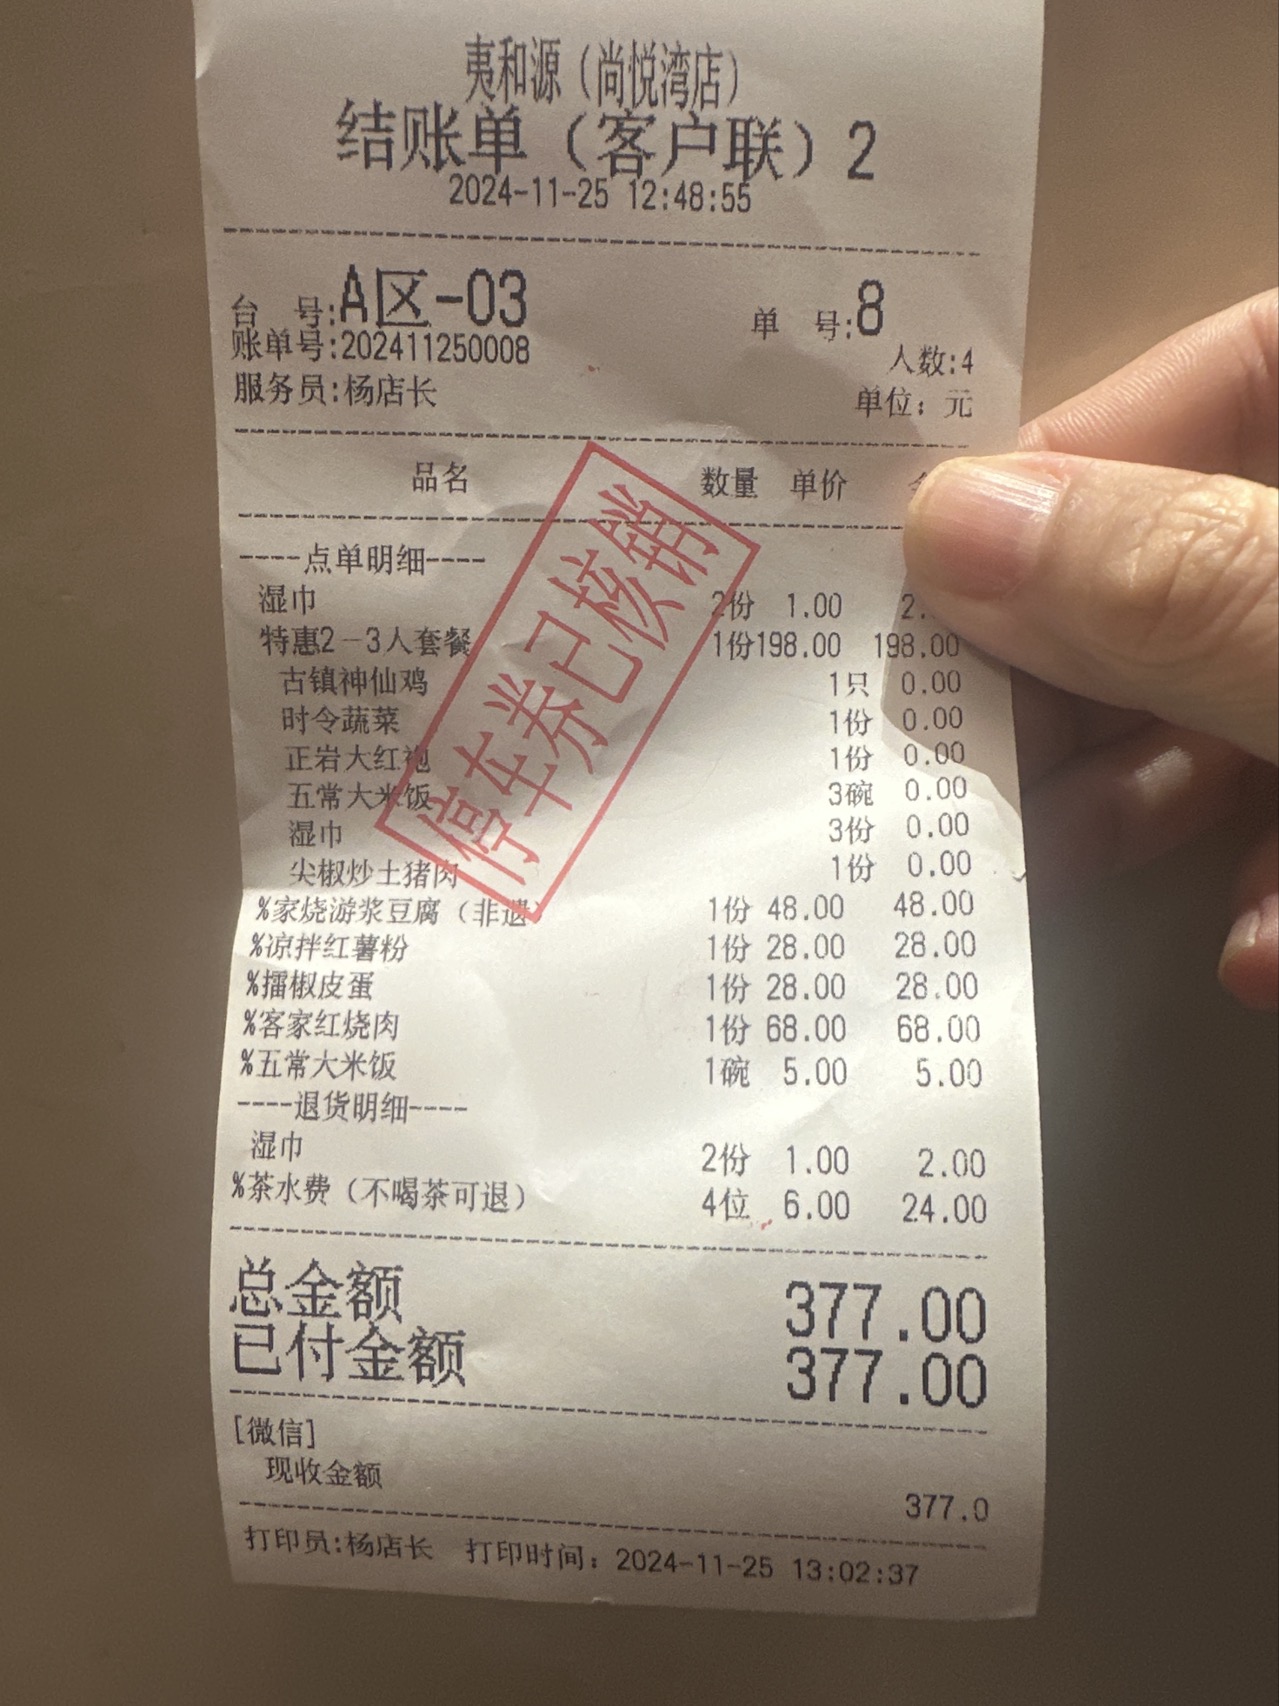 夷和源（尚悦湾店）
结账单（客户联）2
2024-11-25 12:48:55
台 号:A区-03 单 号:8
账单号:202411250008 人数:4
服务员:杨店长 单位：元
品名 数量 单价
----点单明细----
湿巾 2份 1.00 2.
特惠2-3人套餐 1份198.00 198.00
古镇神仙鸡 1只 0.00
时令蔬菜 1份 0.00
正岩大红袍 1份 0.00
五常大米饭 3碗 0.00
湿巾 3份 0.00
尖椒炒土猪肉 1份 0.00
%家烧游浆豆腐（非遗） 1份 48.00 48.00
%凉拌红薯粉 1份 28.00 28.00
%擂椒皮蛋 1份 28.00 28.00
%客家红烧肉 1份 68.00 68.00
%五常大米饭 1碗 5.00 5.00
----退货明细----
湿巾 2份 1.00 2.00
%茶水费（不喝茶可退） 4位 6.00 24.00
总金额 377.00
已付金额 377.00
[微信]
现收金额 377.0
打印员:杨店长 打印时间：2024-11-25 13:02:37
停车券已核销